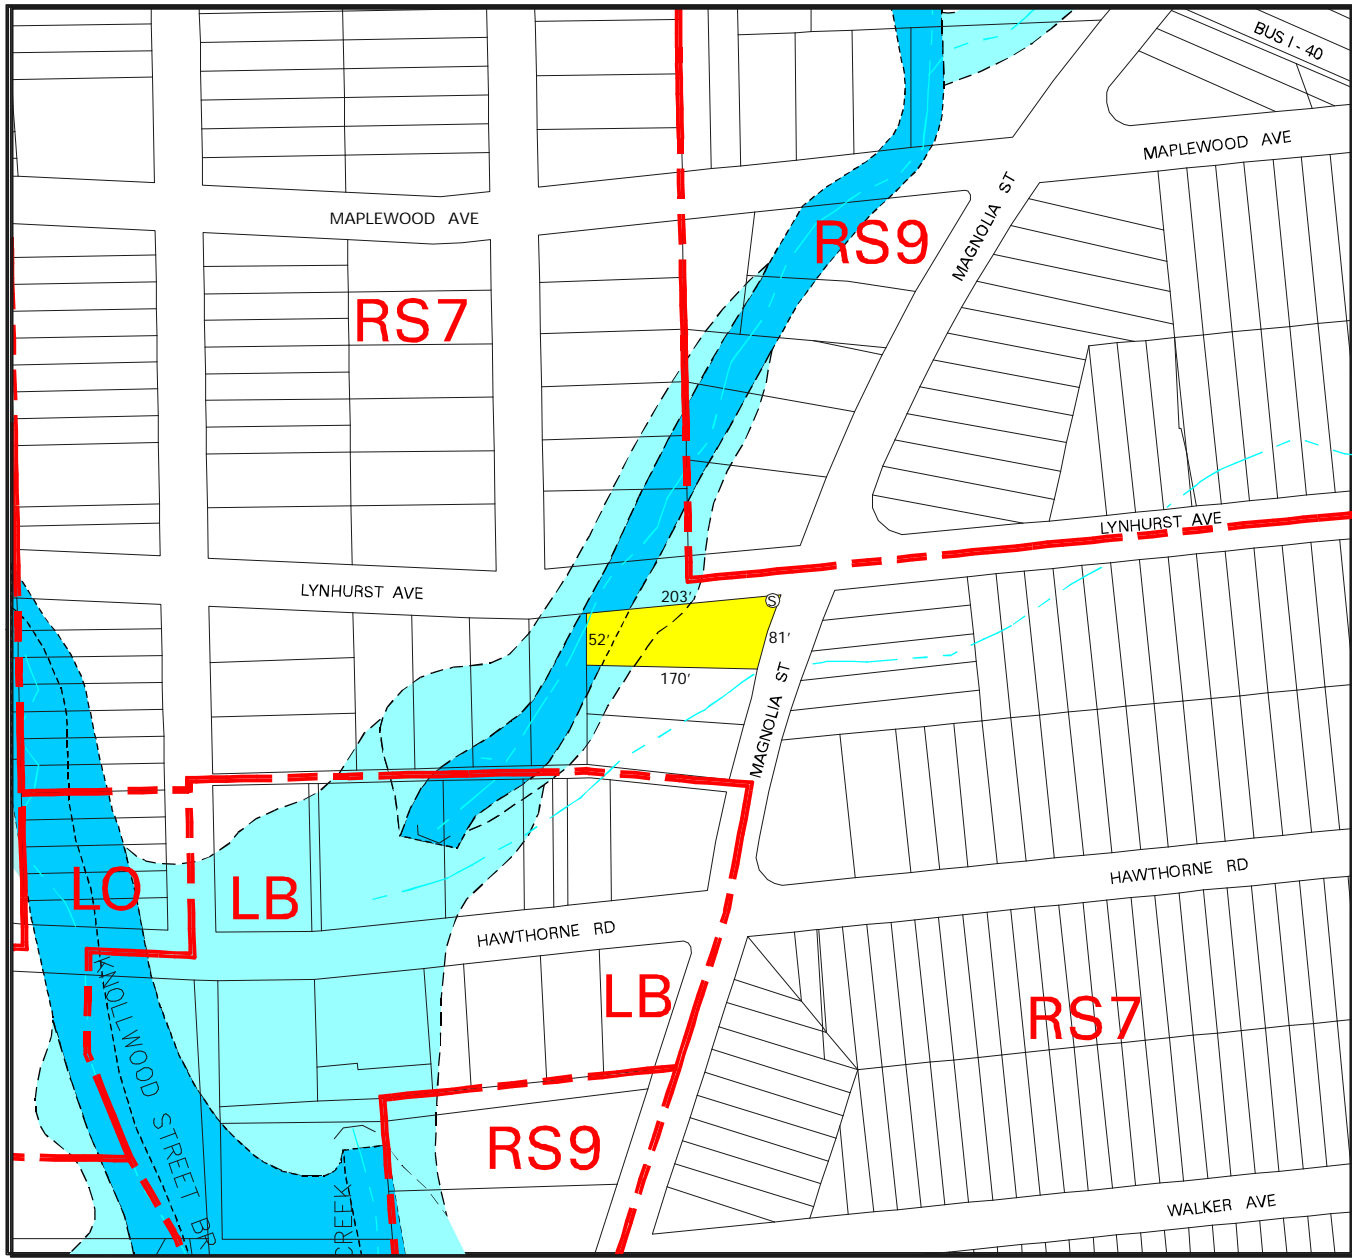 BUS I - 40
MAPLEWOOD AVE
MAGNOLIA ST
MAPLEWOOD AVE
RS9
RS7
LYNHURST AVE
LYNHURST AVE
203'
S
52'
81'
170'
MAGNOLIA ST
HAWTHORNE RD
LO
LB
HAWTHORNE RD
LB
RS7
KNOLLWOOD STREET BR
RS9
CREEK
WALKER AVE